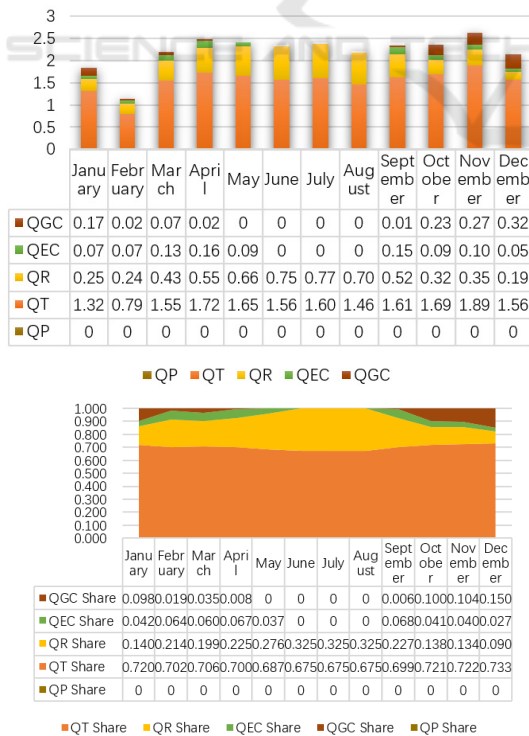 SCIENCE AND TECH
3
2.5
2
1.5
1
0.5
0
January February March April May June July August September October November December
QGC 0.17 0.02 0.07 0.02 0 0 0 0 0.01 0.23 0.27 0.32
QEC 0.07 0.07 0.13 0.16 0.09 0 0 0 0.15 0.09 0.10 0.05
QR 0.25 0.24 0.43 0.55 0.66 0.75 0.77 0.70 0.52 0.32 0.35 0.19
QT 1.32 0.79 1.55 1.72 1.65 1.56 1.60 1.46 1.61 1.69 1.89 1.56
QP 0 0 0 0 0 0 0 0 0 0 0 0
QP QT QR QEC QGC
1.000
0.900
0.800
0.700
0.600
0.500
0.400
0.300
0.200
0.100
0.000
January February March April May June July August September October November December
QGC Share 0.098 0.019 0.035 0.008 0 0 0 0 0.006 0.100 0.104 0.150
QEC Share 0.042 0.064 0.060 0.067 0.037 0 0 0 0.068 0.041 0.040 0.027
QR Share 0.140 0.214 0.199 0.225 0.276 0.325 0.325 0.325 0.227 0.138 0.134 0.090
QT Share 0.720 0.702 0.706 0.700 0.687 0.675 0.675 0.675 0.699 0.721 0.722 0.733
QP Share 0 0 0 0 0 0 0 0 0 0 0 0
QT Share QR Share QEC Share QGC Share QP Share